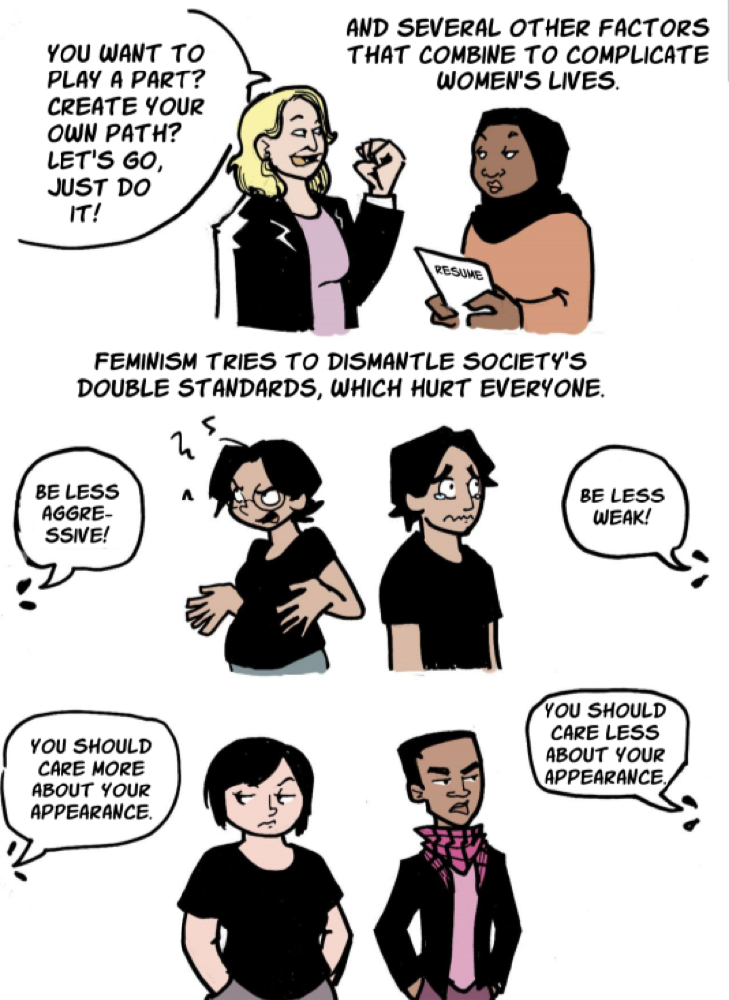 YOU WANT TO
PLAY A PART?
CREATE YOUR
OWN PATH?
LET'S GO,
JUST DO
IT!
AND SEVERAL OTHER FACTORS
THAT COMBINE TO COMPLICATE
WOMEN'S LIVES.
RESUME
FEMINISM TRIES TO DISMANTLE SOCIETY'S
DOUBLE STANDARDS, WHICH HURT EVERYONE.
BE LESS
AGGRE-
SSIVE!
BE LESS
WEAK!
YOU SHOULD
CARE MORE
ABOUT YOUR
APPEARANCE.
YOU SHOULD
CARE LESS
ABOUT YOUR
APPEARANCE.